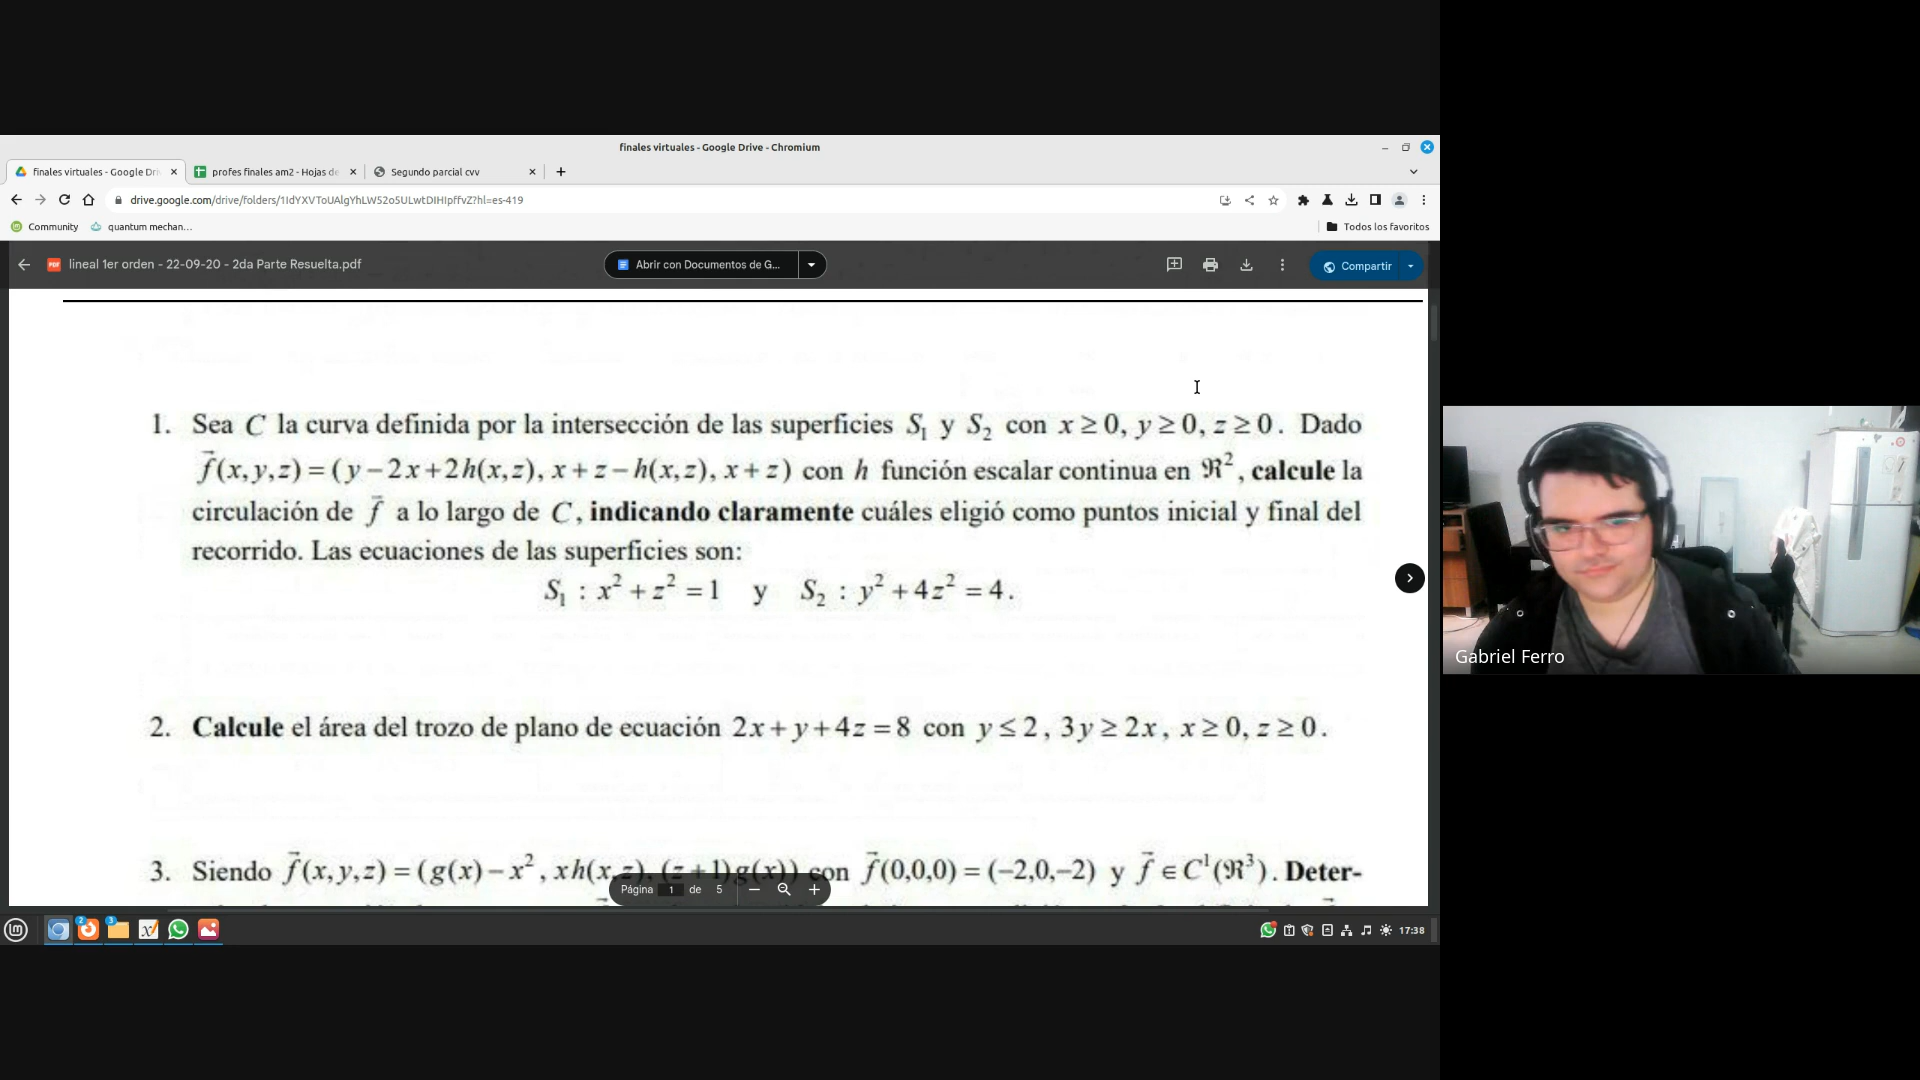 finales virtuales - Google Drive - Chromium
finales virtuales - Google Dri
profes finales am2 - Hojas de
Segundo parcial cvv
drive.google.com/drive/folders/1IdYXVToUAlgYhLW52o5ULwtDIHIpffvZ?hl=es-419
Community
quantum mechan...
Todos los favoritos
PDF
lineal 1er orden - 22-09-20 - 2da Parte Resuelta.pdf
Abrir con Documentos de G...
Compartir
1. Sea C la curva definida por la intersección de las superficies S₁ y S₂ con x ≥ 0, y ≥ 0, z ≥ 0. Dado
f⃗(x,y,z) = (y − 2x + 2h(x,z), x + z − h(x,z), x + z) con h función escalar continua en ℜ², calcule la
circulación de f⃗ a lo largo de C, indicando claramente cuáles eligió como puntos inicial y final del
recorrido. Las ecuaciones de las superficies son:
S₁ : x² + z² = 1 y S₂ : y² + 4z² = 4.
2. Calcule el área del trozo de plano de ecuación 2x + y + 4z = 8 con y ≤ 2, 3y ≥ 2x, x ≥ 0, z ≥ 0.
3. Siendo f⃗(x,y,z) = (g(x) − x², xh(x,z), (z+1)g(x)) con f⃗(0,0,0) = (−2,0,−2) y f⃗ ∈ C¹(ℜ³). Deter-
Página 1 de 5
2
3
17:38
Gabriel Ferro